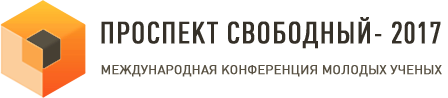 ПРОСПЕКТ СВОБОДНЫЙ- 2017
МЕЖДУНАРОДНАЯ КОНФЕРЕНЦИЯ МОЛОДЫХ УЧЕНЫХ